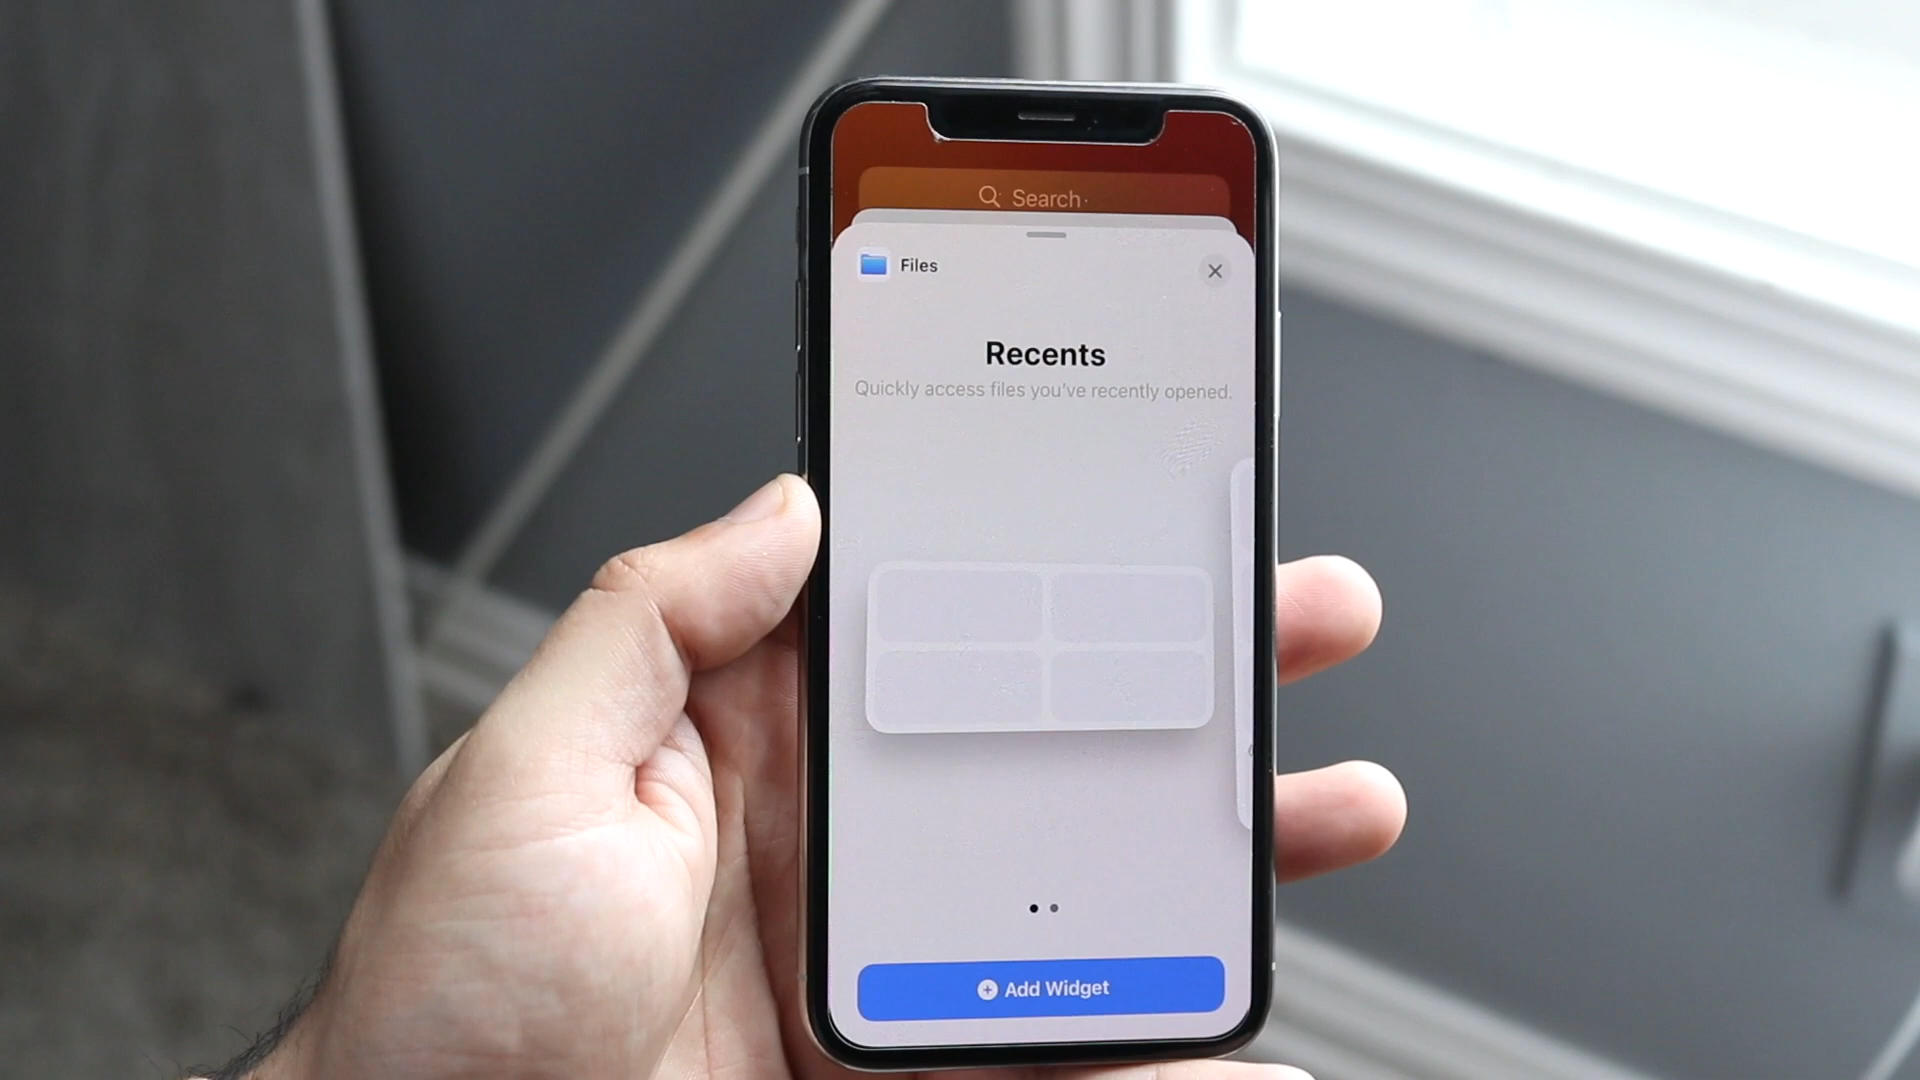 Search
Files
Recents
Quickly access files you've recently opened.
Add Widget